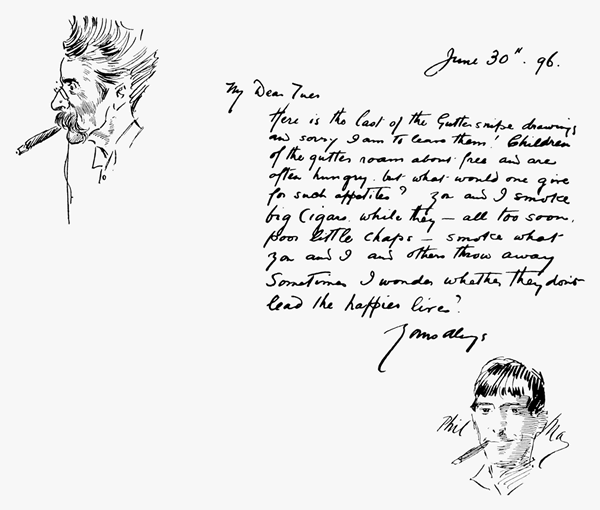 June 30". 96.
My Dear Tuer
Here is the last of the Guttersnipe drawings
and sorry I am to leave them! Children
of the gutter roam about free and are
often hungry. but what would one give
for such appetites? You and I smoke
big Cigars. while they — all too soon.
poor little chaps — smoke what
you and I and others throw away
Sometimes I wonder whether they don't
lead the happier lives?
Yours always
Phil May